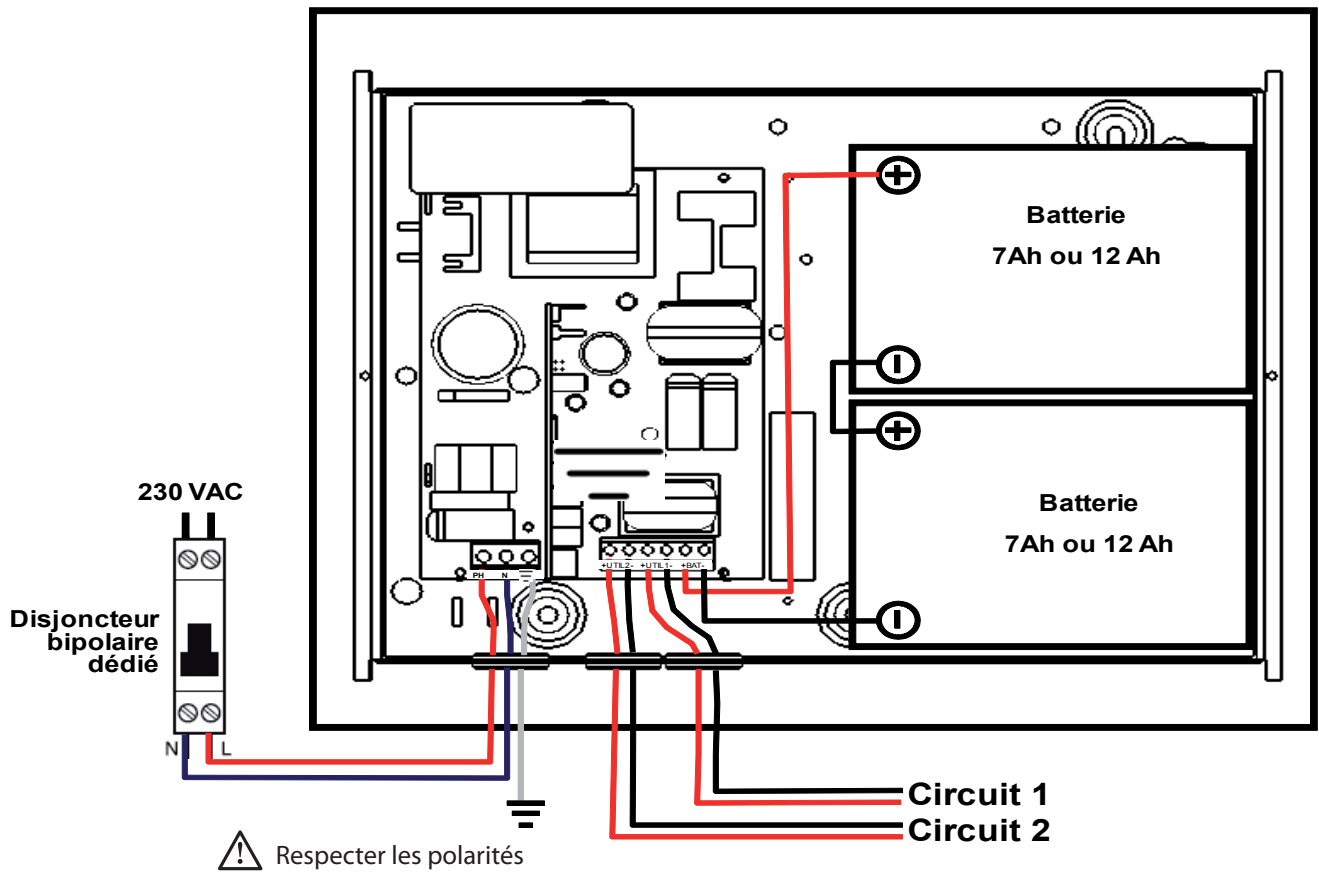 Batterie
7Ah ou 12 Ah
Batterie
7Ah ou 12 Ah
230 VAC
Disjoncteur
bipolaire
dédié
PH N
+UTIL2- +UTIL1- +BAT-
N L
Circuit 1
Circuit 2
Respecter les polarités